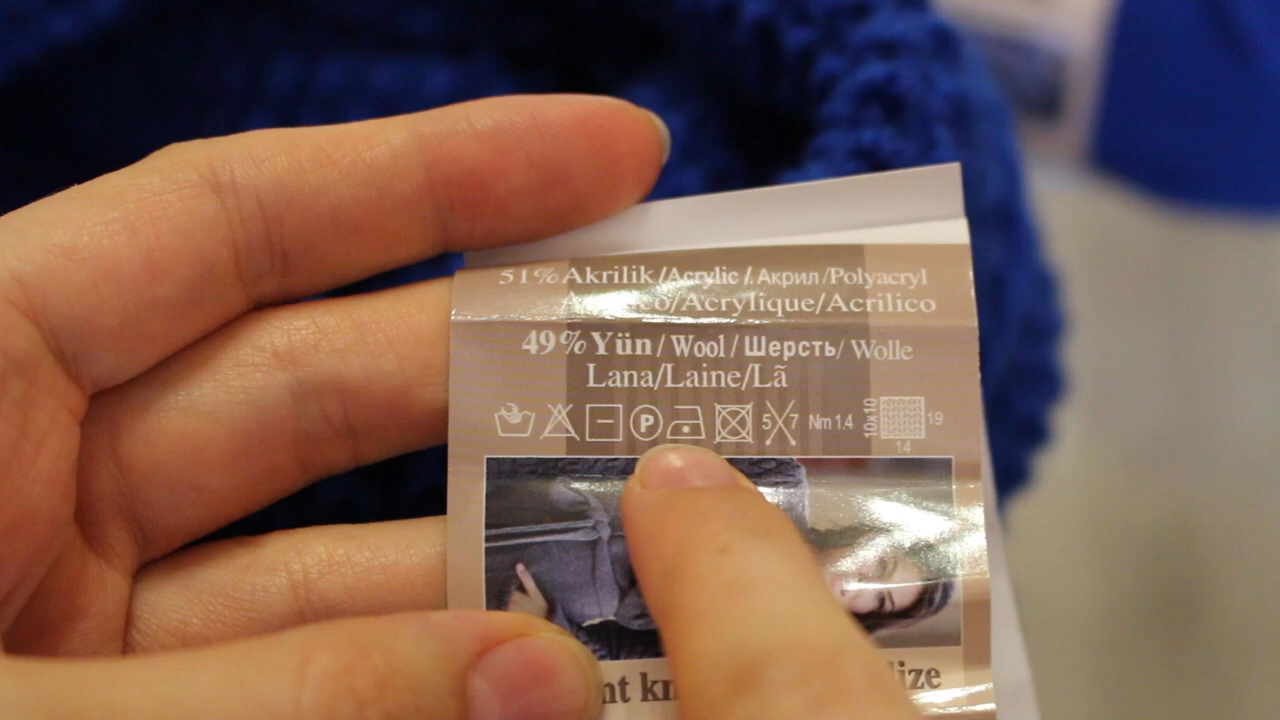 51% Akrilik / Acrylic / Акрил / Polyacryl
/Acrylique/Acrilico
49% Yün / Wool / Шерсть / Wolle
Lana/Laine/Lã
P 5 7 Nm 1.4 10x10 19
14